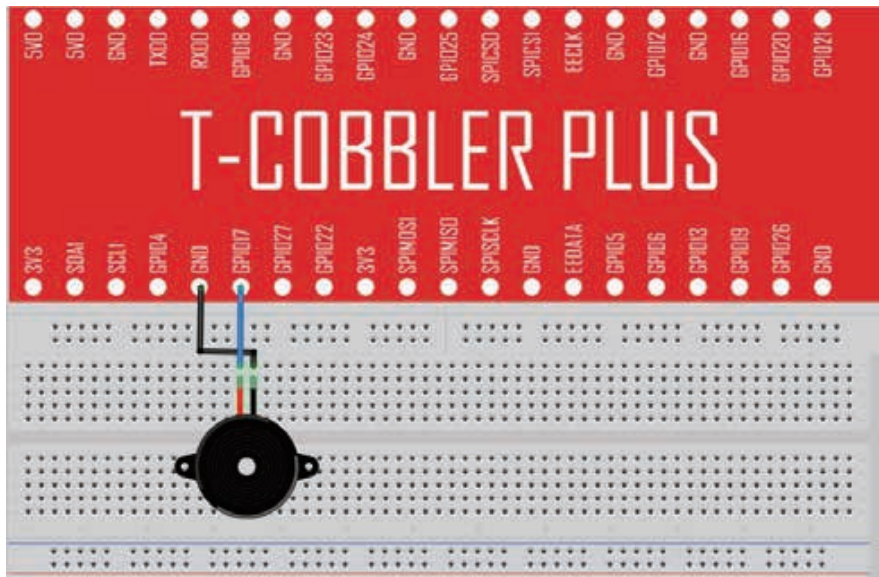 5V0 5V0 GND TXD0 RXD0 GPIO18 GND GPIO23 GPIO24 GND GPIO25 SPICS0 SPICS1 EECLK GND GPIO12 GND GPIO16 GPIO20 GPIO21
T-COBBLER PLUS
3V3 SDA1 SCL1 GPIO4 GND GPIO17 GPIO27 GPIO22 3V3 SPIMOSI SPIMISO SPISCLK GND EEDATA GPIO5 GPIO6 GPIO13 GPIO19 GPIO26 GND